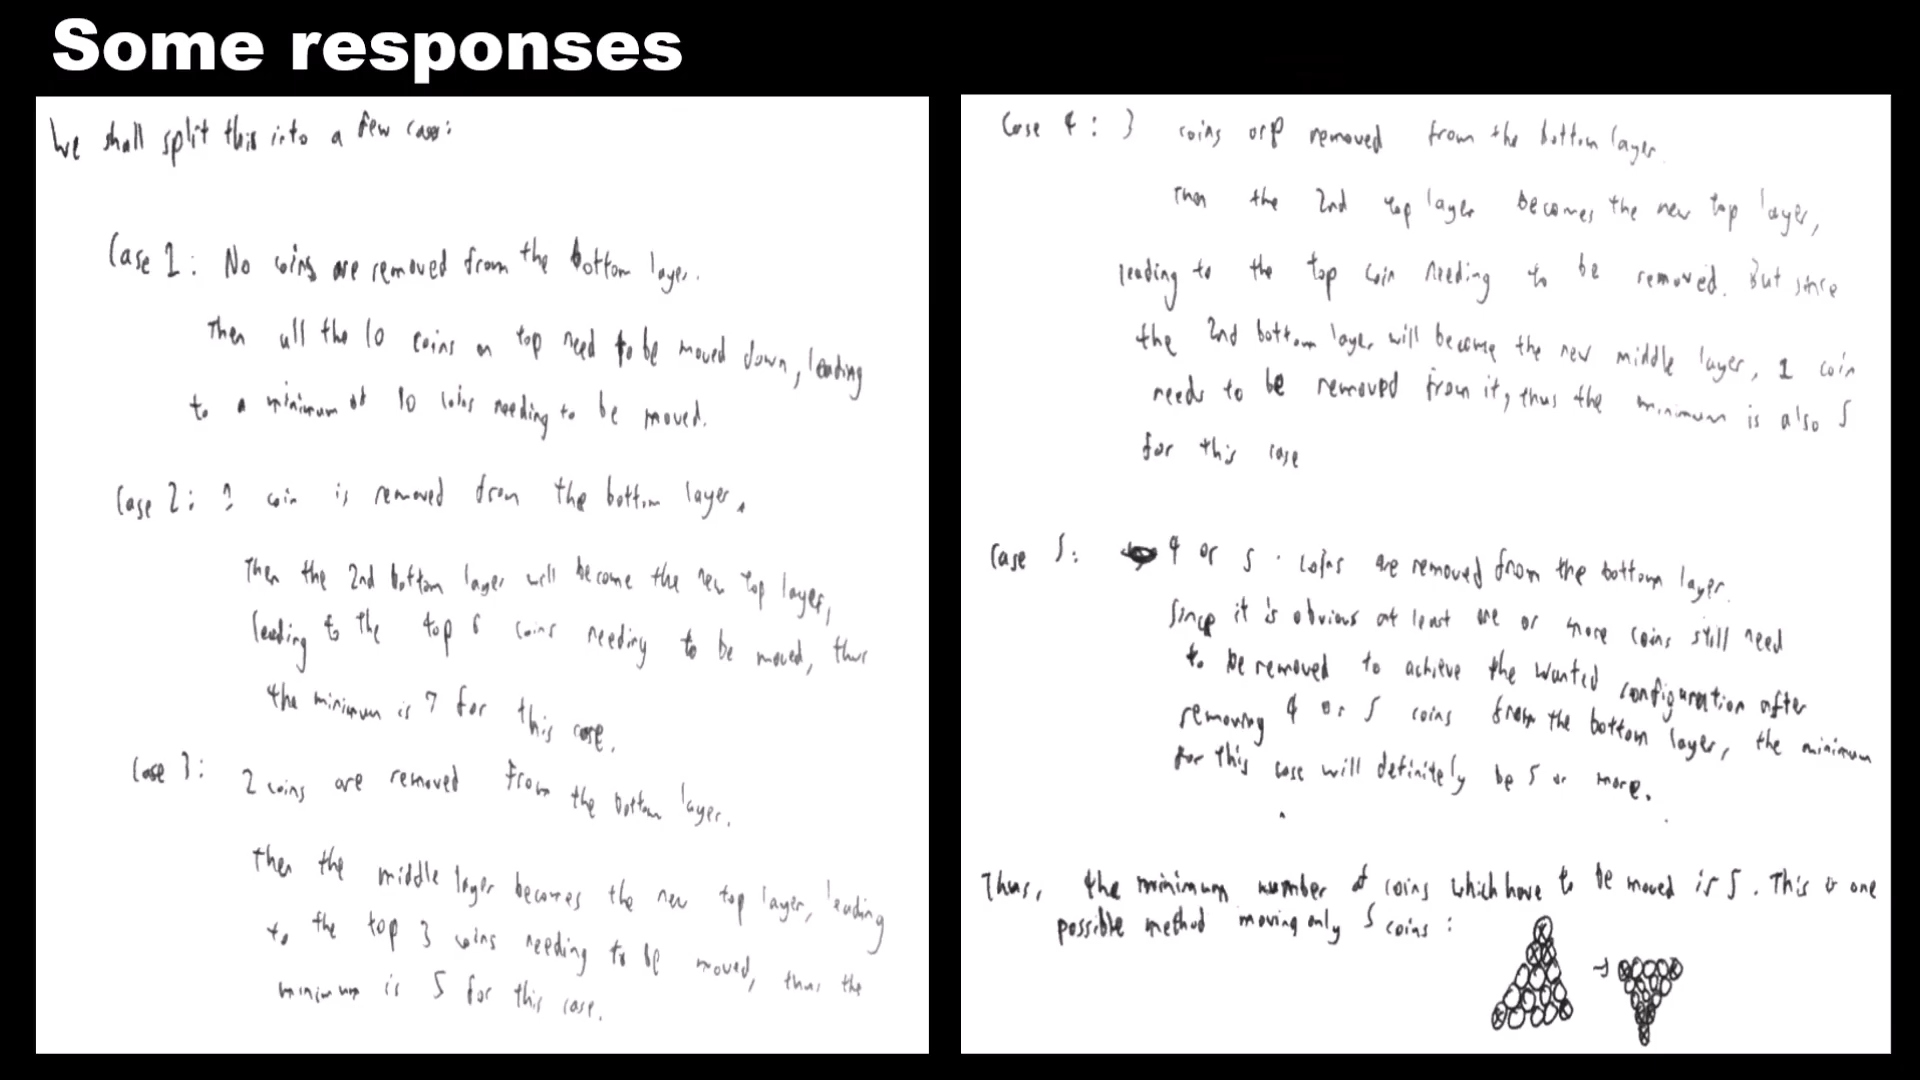 Some responses
We shall split this into a few cases:
Case 1: No coins are removed from the bottom layer.
Then all the 10 coins on top need to be moved down, leading
to a minimum of 10 coins needing to be moved.
Case 2: 1 coin is removed from the bottom layer.
Then the 2nd bottom layer will become the new top layer,
leading to the top 6 coins needing to be moved, thus
the minimum is 7 for this case.
Case 3: 2 coins are removed from the bottom layer.
Then the middle layer becomes the new top layer, leading
to the top 3 coins needing to be moved, thus the
minimum is 5 for this case.
Case 4: 3 coins are removed from the bottom layer.
Then the 2nd top layer becomes the new top layer,
leading to the top coin needing to be removed. But since
the 2nd bottom layer will become the new middle layer, 1 coin
needs to be removed from it, thus the minimum is also 5
for this case
Case 5: 4 or 5 coins are removed from the bottom layer.
Since it is obvious at least one or more coins still need
to be removed to achieve the wanted configuration after
removing 4 or 5 coins from the bottom layer, the minimum
for this case will definitely be 5 or more.
Thus, the minimum number of coins which have to be moved is 5. This is one
possible method moving only 5 coins: